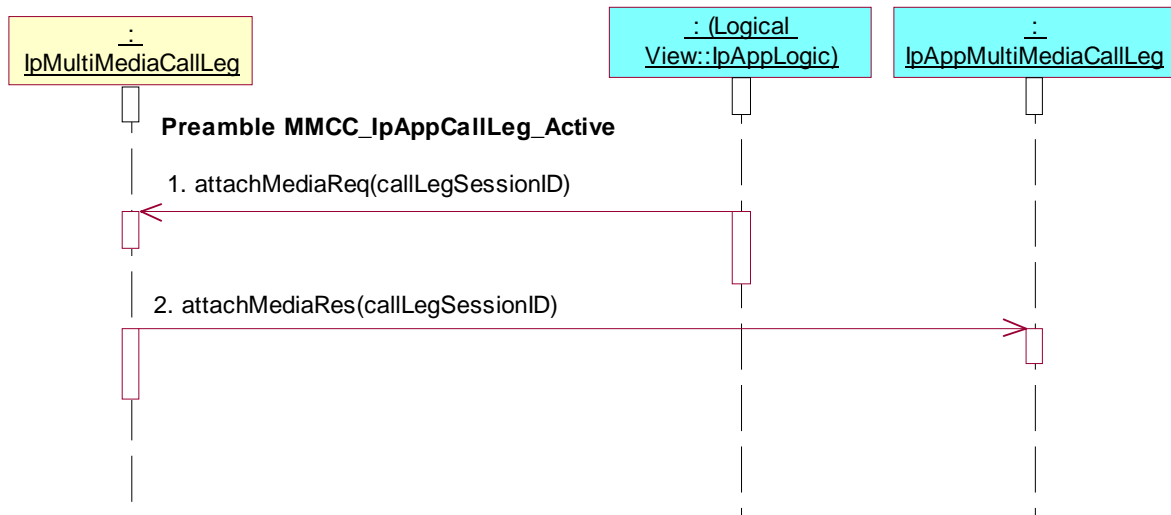 :
IpMultiMediaCallLeg
: (Logical
View::IpAppLogic)
:
IpAppMultiMediaCallLeg
Preamble MMCC_IpAppCallLeg_Active
1. attachMediaReq(callLegSessionID)
2. attachMediaRes(callLegSessionID)